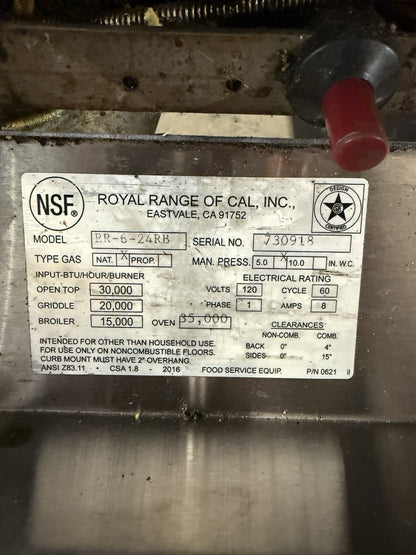 NSF®
ROYAL RANGE OF CAL, INC.,
EASTVALE, CA 91752
DESIGN
CERTIFIED
MODEL RR-6-24RB SERIAL NO. 730918
TYPE GAS NAT. X PROP. MAN. PRESS. 5.0 X 10.0 IN. W.C.
INPUT-BTU/HOUR/BURNER ELECTRICAL RATING
OPEN TOP 30,000 VOLTS 120 CYCLE 60
GRIDDLE 20,000 PHASE 1 AMPS 8
BROILER 15,000 OVEN 35,000 CLEARANCES
NON-COMB. COMB.
INTENDED FOR OTHER THAN HOUSEHOLD USE. BACK 0" 4"
FOR USE ONLY ON NONCOMBUSTIBLE FLOORS. SIDES 0" 15"
CURB MOUNT MUST HAVE 2" OVERHANG.
ANSI Z83.11 • CSA 1.8 - 2016 FOOD SERVICE EQUIP. P/N 0621